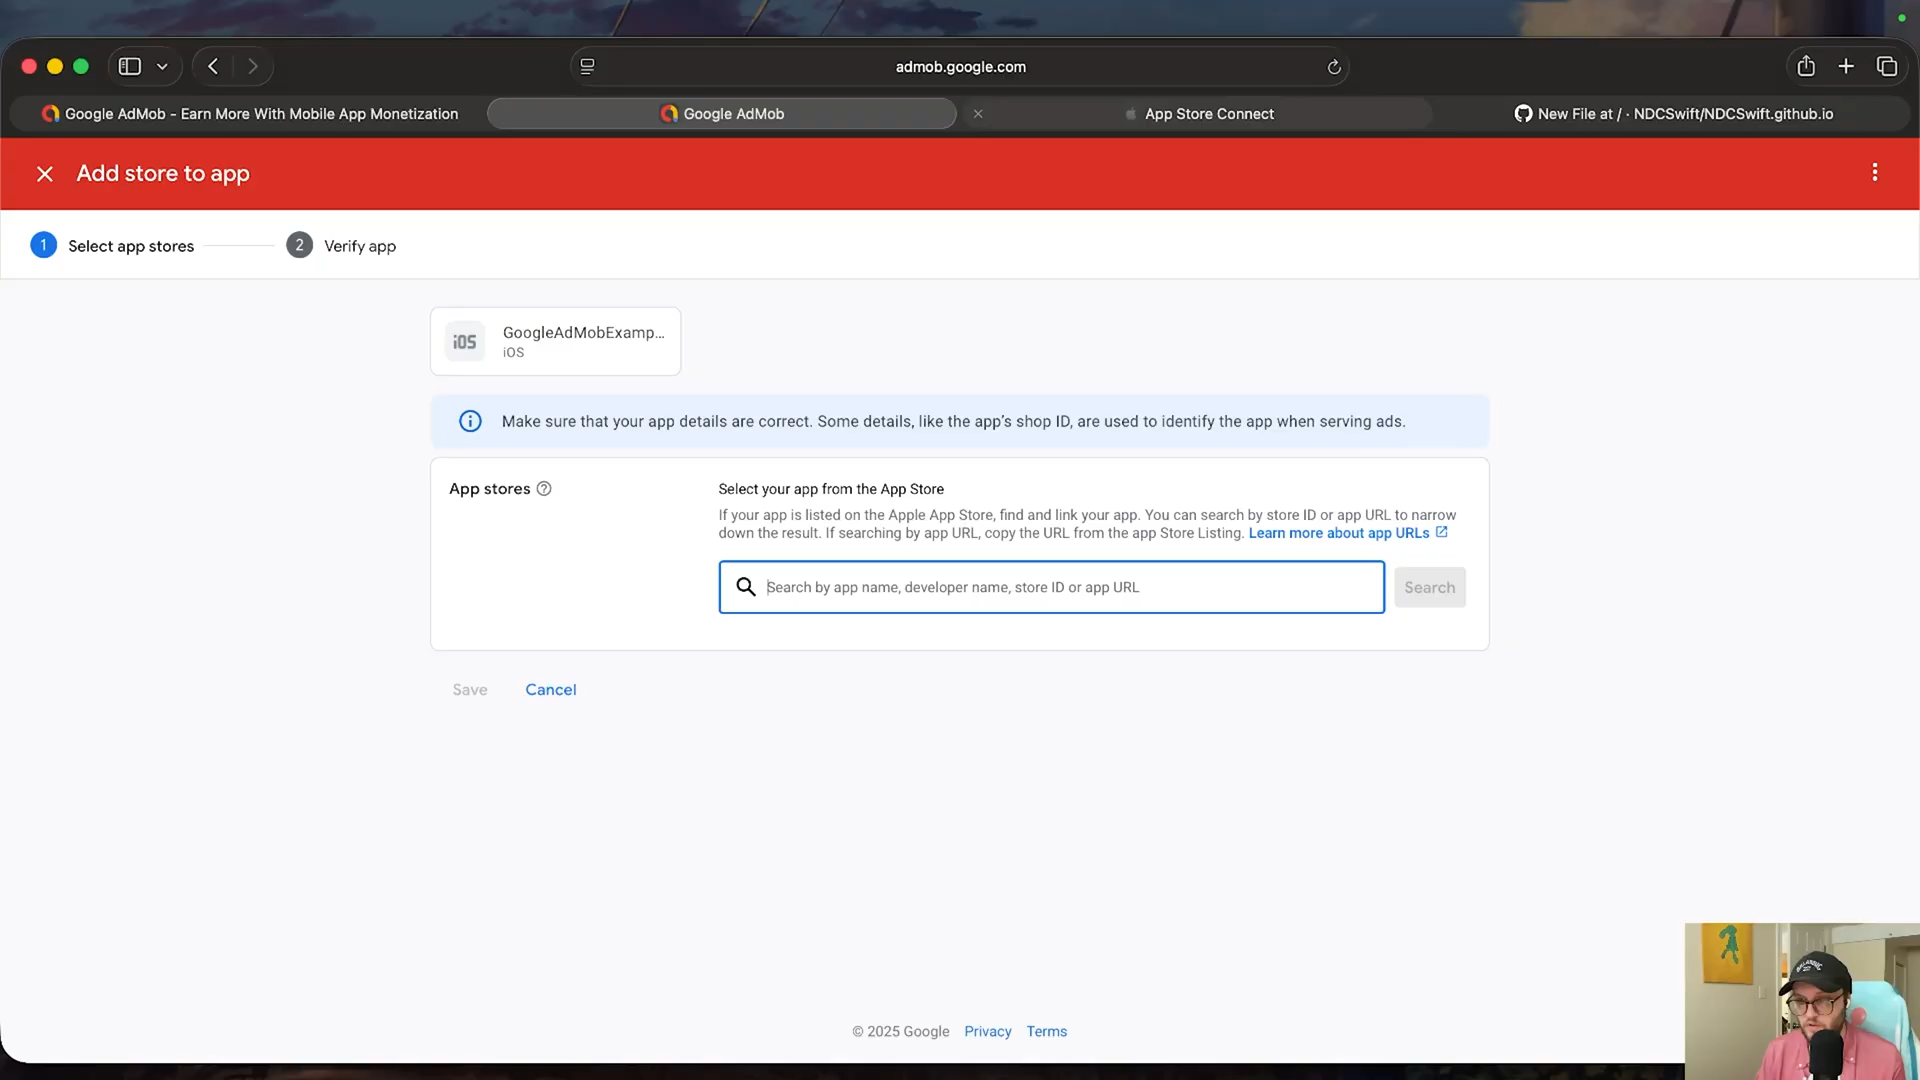 admob.google.com
Google AdMob - Earn More With Mobile App Monetization
Google AdMob
App Store Connect
New File at / · NDCSwift/NDCSwift.github.io
Add store to app
1 Select app stores
2 Verify app
iOS
GoogleAdMobExamp...
iOS
Make sure that your app details are correct. Some details, like the app's shop ID, are used to identify the app when serving ads.
App stores
Select your app from the App Store
If your app is listed on the Apple App Store, find and link your app. You can search by store ID or app URL to narrow
down the result. If searching by app URL, copy the URL from the app Store Listing. Learn more about app URLs
Search by app name, developer name, store ID or app URL
Search
Save
Cancel
© 2025 Google Privacy Terms